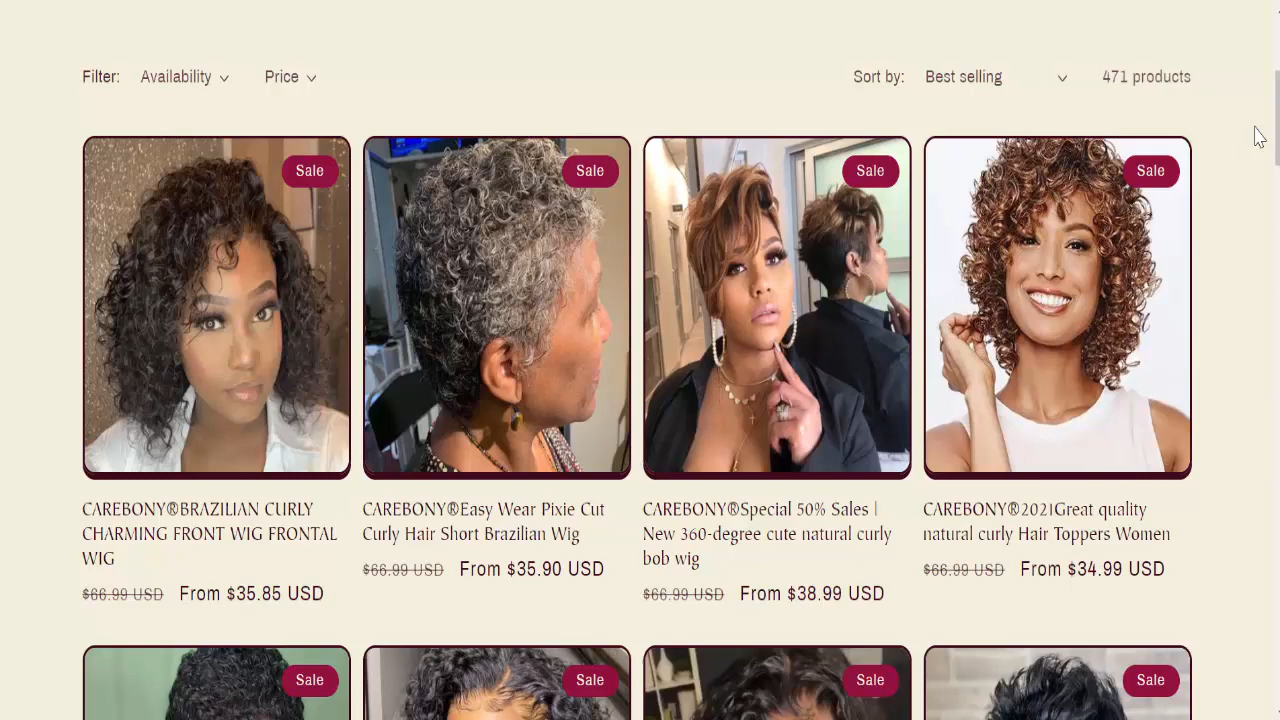 Filter: Availability Price Sort by: Best selling 471 products
Sale Sale Sale Sale
CAREBONY®BRAZILIAN CURLY
CHARMING FRONT WIG FRONTAL
WIG
$66.99 USD From $35.85 USD
CAREBONY®Easy Wear Pixie Cut
Curly Hair Short Brazilian Wig
$66.99 USD From $35.90 USD
CAREBONY®Special 50% Sales |
New 360-degree cute natural curly
bob wig
$66.99 USD From $38.99 USD
CAREBONY®2021Great quality
natural curly Hair Toppers Women
$66.99 USD From $34.99 USD
Sale Sale Sale Sale